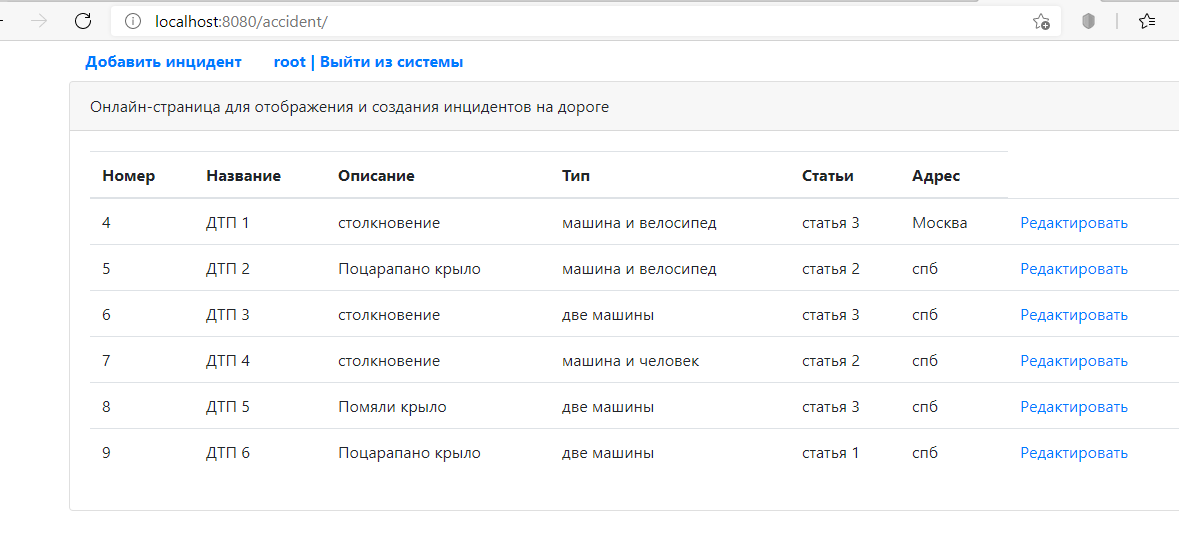 localhost:8080/accident/
Добавить инцидент root | Выйти из системы
Онлайн-страница для отображения и создания инцидентов на дороге
Номер Название Описание Тип Статьи Адрес
4 ДТП 1 столкновение машина и велосипед статья 3 Москва Редактировать
5 ДТП 2 Поцарапано крыло машина и велосипед статья 2 спб Редактировать
6 ДТП 3 столкновение две машины статья 3 спб Редактировать
7 ДТП 4 столкновение машина и человек статья 2 спб Редактировать
8 ДТП 5 Помяли крыло две машины статья 3 спб Редактировать
9 ДТП 6 Поцарапано крыло две машины статья 1 спб Редактировать